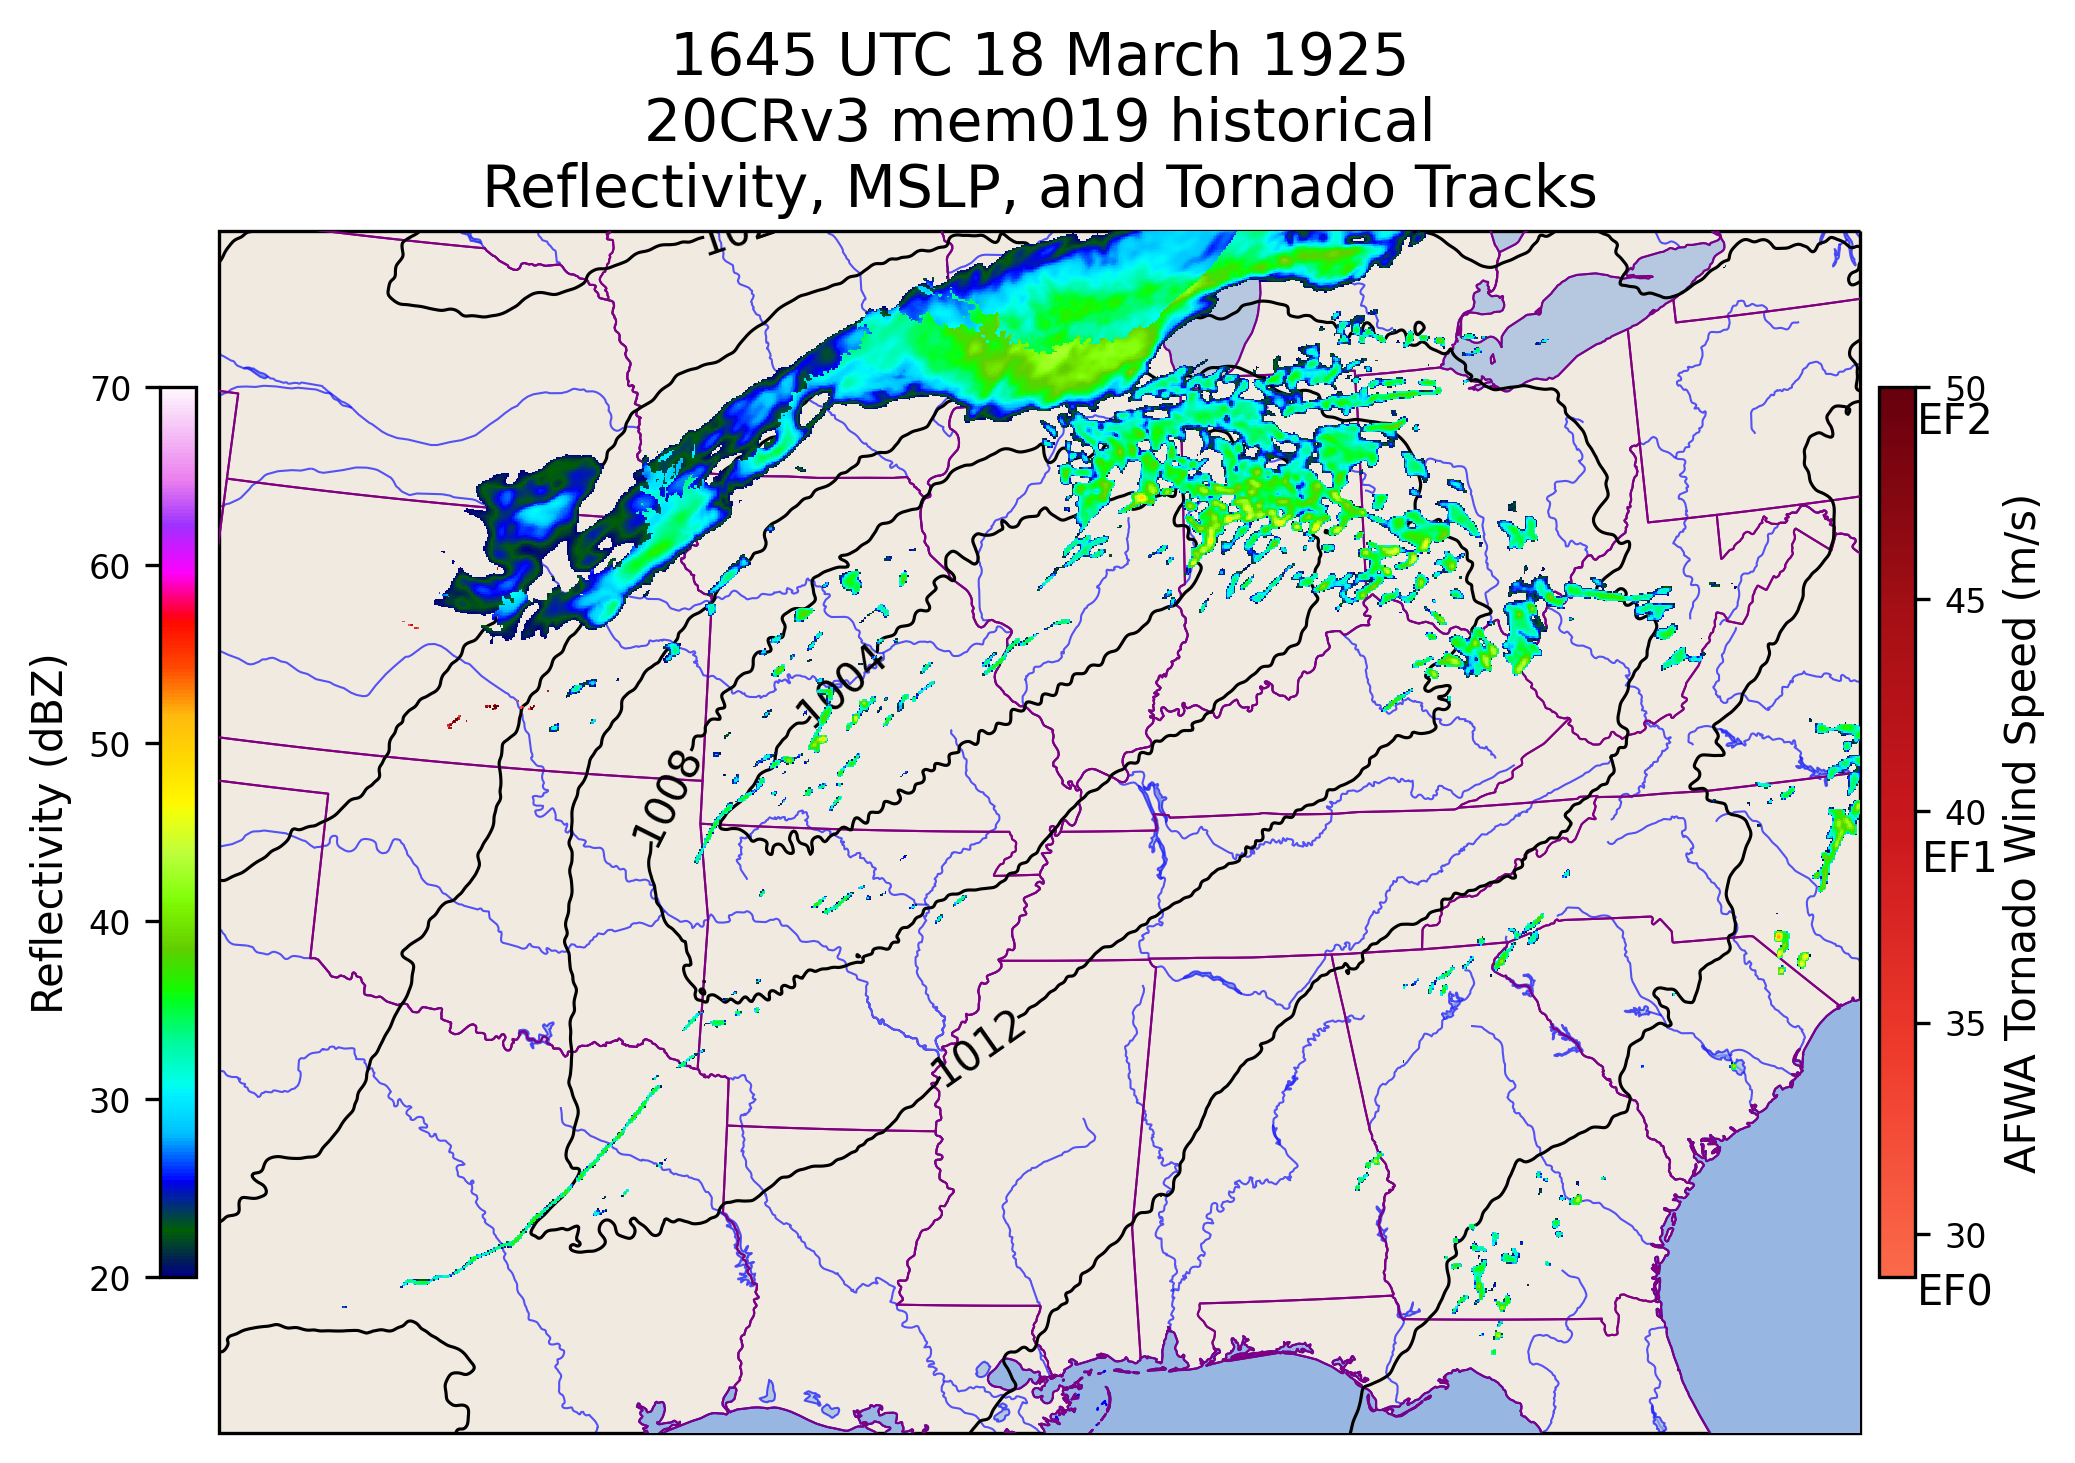 1645 UTC 18 March 1925
20CRv3 mem019 historical
Reflectivity, MSLP, and Tornado Tracks
70
60
50
40
30
20
Reflectivity (dBZ)
1004
1008
1012
50
EF2
45
40
EF1
35
30
EF0
AFWA Tornado Wind Speed (m/s)